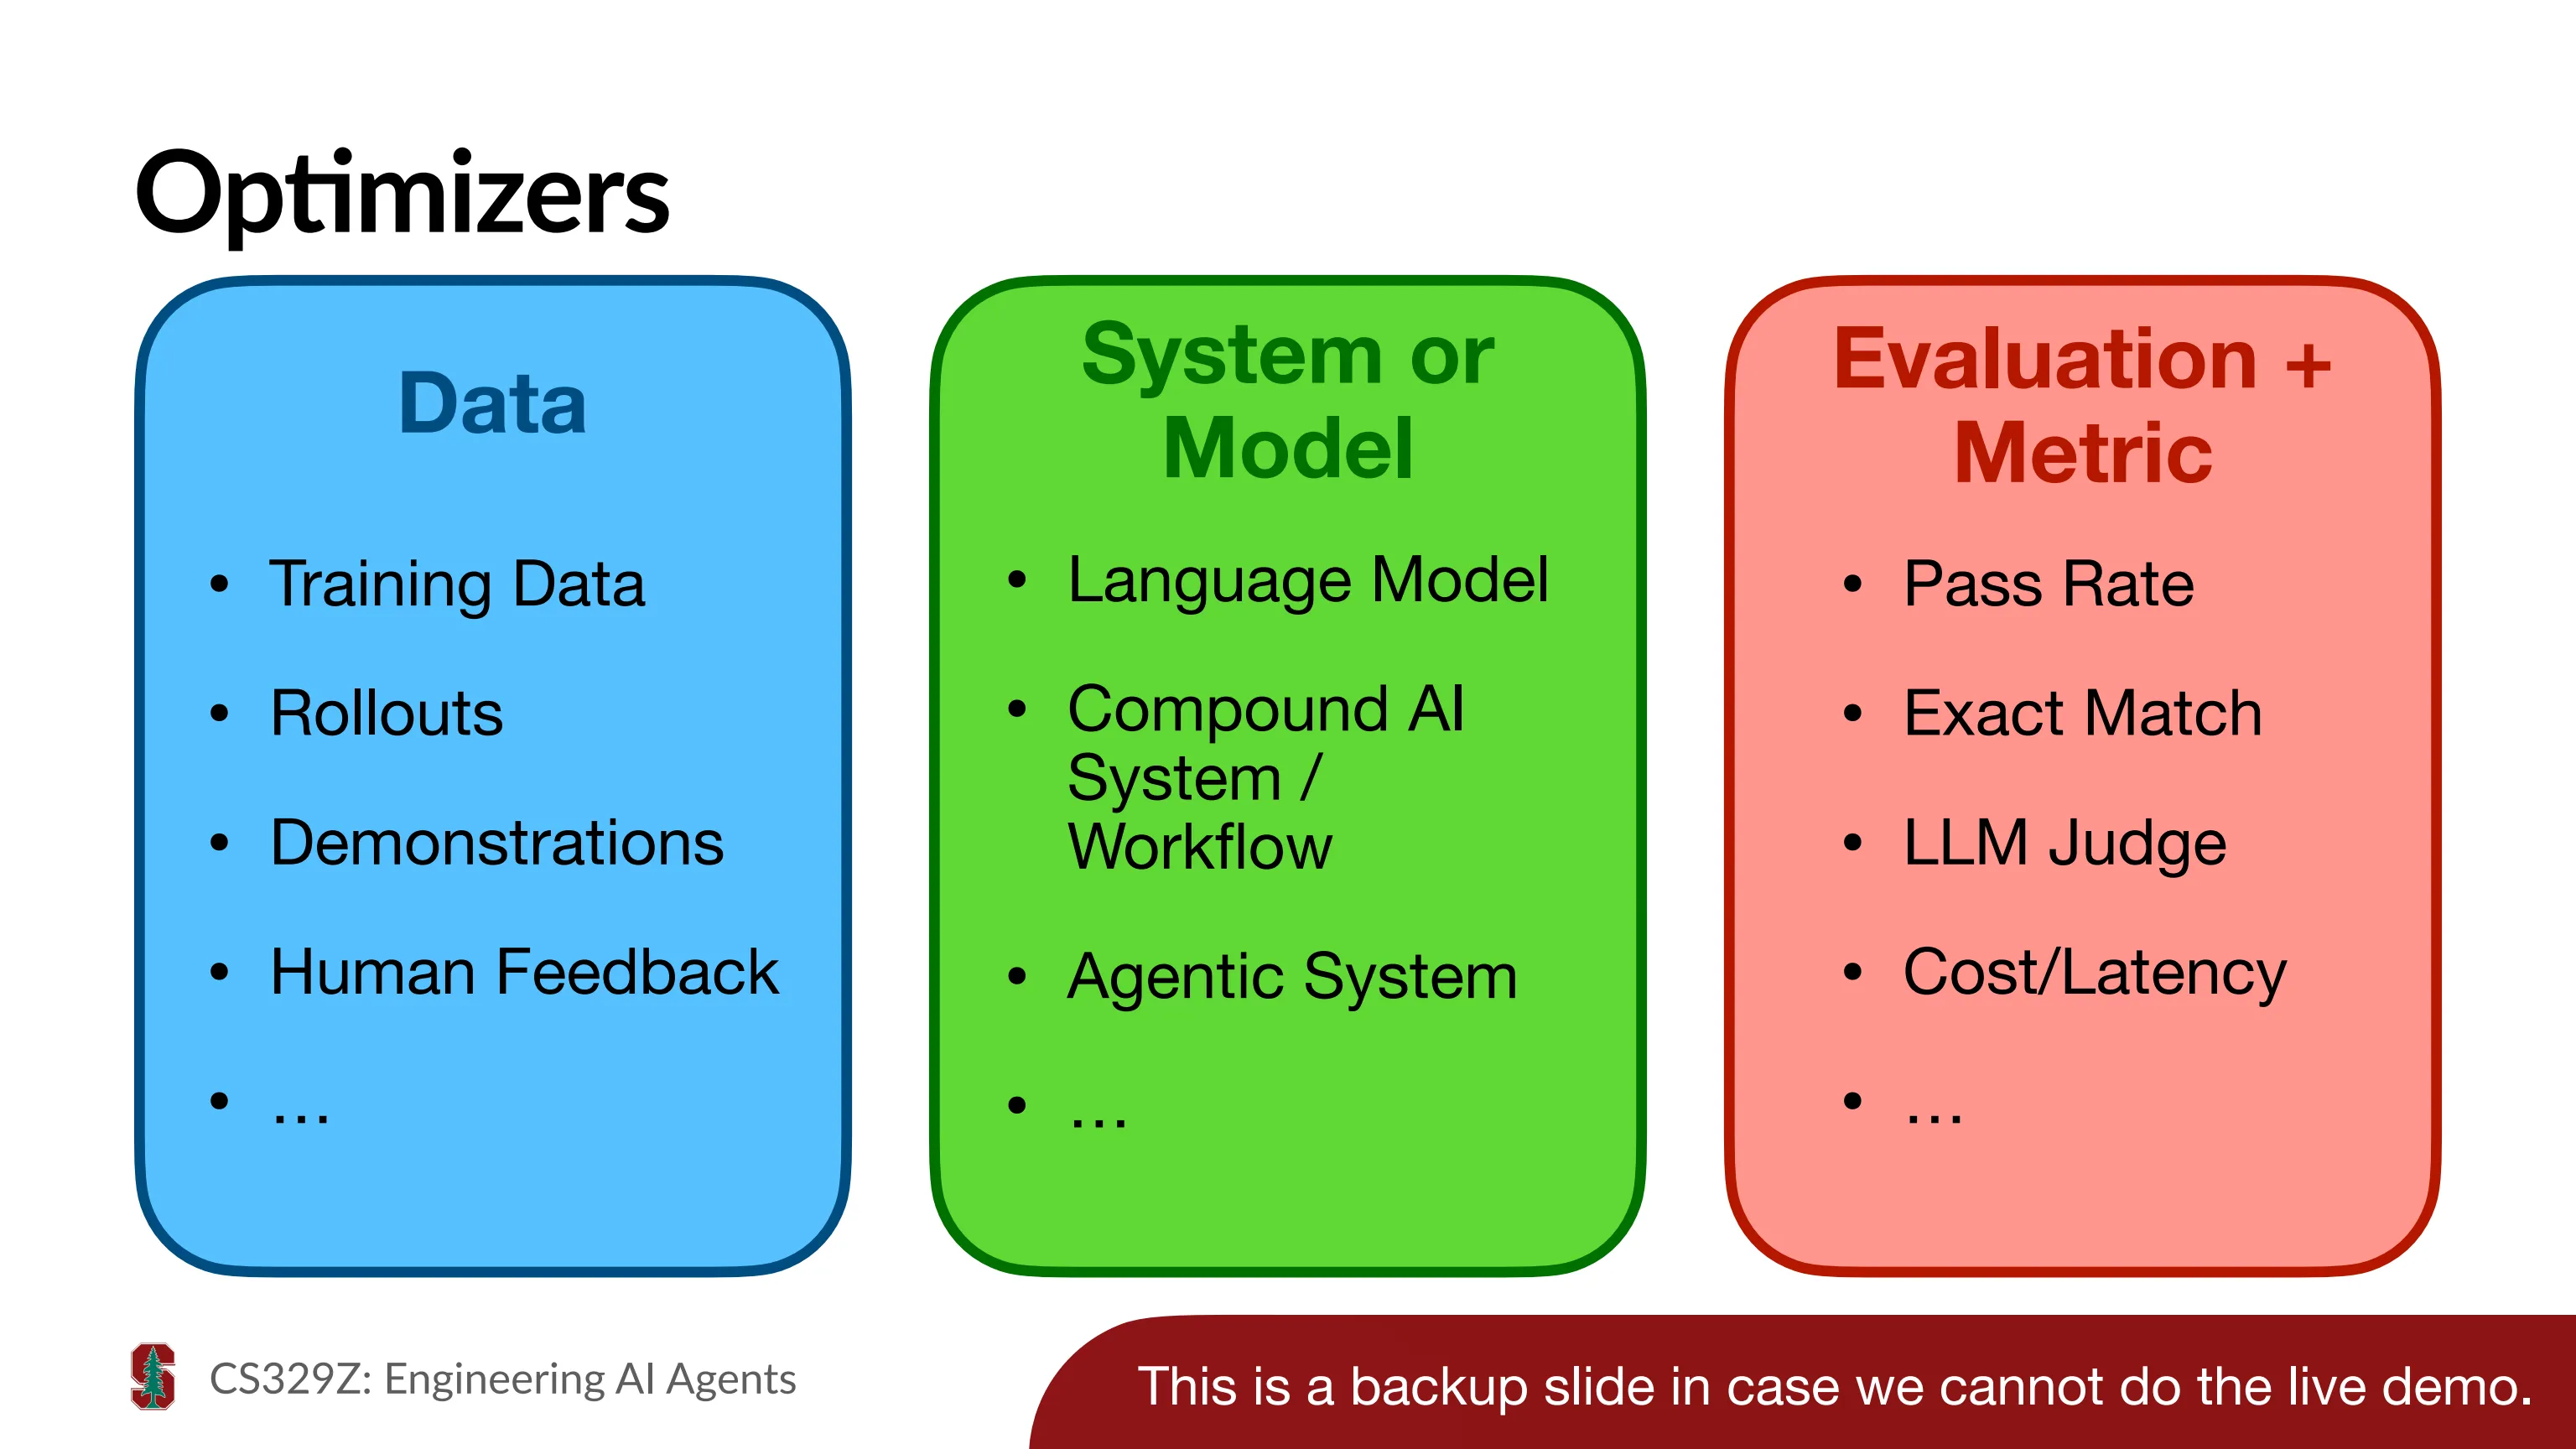 Optimizers
Data
• Training Data
• Rollouts
• Demonstrations
• Human Feedback
• …
System or
Model
• Language Model
• Compound AI
System /
Workflow
• Agentic System
• …
Evaluation +
Metric
• Pass Rate
• Exact Match
• LLM Judge
• Cost/Latency
• …
CS329Z: Engineering AI Agents
This is a backup slide in case we cannot do the live demo.